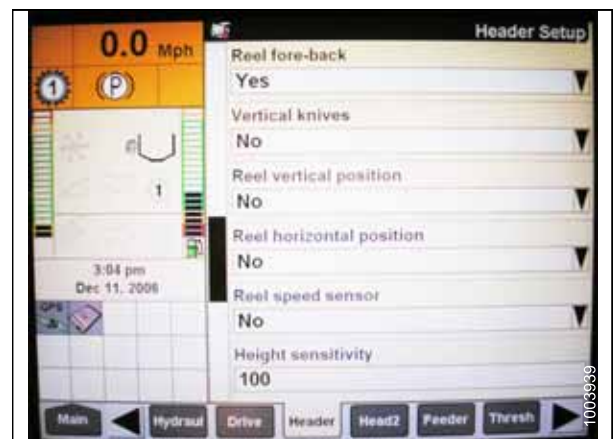 0.0 Mph
1
(P)
1
3:04 pm
Dec 11, 2006
GPS
Header Setup
Reel fore-back
Yes
Vertical knives
No
Reel vertical position
No
Reel horizontal position
No
Reel speed sensor
No
Height sensitivity
100
Main
Hydraul
Drive
Header
Head2
Feeder
Thresh
1003939